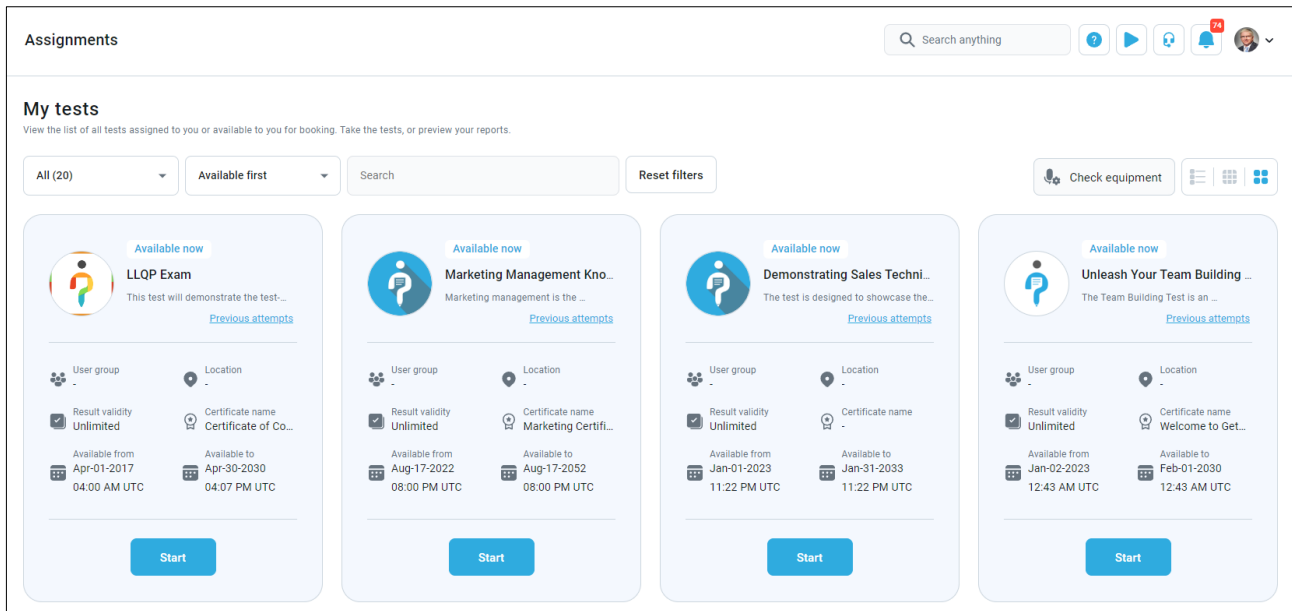 Assignments
Search anything
?
74
My tests
View the list of all tests assigned to you or available to you for booking. Take the tests, or preview your reports.
All (20)
Available first
Search
Reset filters
Check equipment
Available now
LLQP Exam
This test will demonstrate the test-...
Previous attempts
User group
-
Location
-
Result validity
Unlimited
Certificate name
Certificate of Co...
Available from
Apr-01-2017
04:00 AM UTC
Available to
Apr-30-2030
04:07 PM UTC
Start
Available now
Marketing Management Kno...
Marketing management is the ...
Previous attempts
User group
-
Location
-
Result validity
Unlimited
Certificate name
Marketing Certifi...
Available from
Aug-17-2022
08:00 PM UTC
Available to
Aug-17-2052
08:00 PM UTC
Start
Available now
Demonstrating Sales Techni...
The test is designed to showcase the...
Previous attempts
User group
-
Location
-
Result validity
Unlimited
Certificate name
-
Available from
Jan-01-2023
11:22 PM UTC
Available to
Jan-31-2033
11:22 PM UTC
Start
Available now
Unleash Your Team Building ...
The Team Building Test is an ...
Previous attempts
User group
-
Location
-
Result validity
Unlimited
Certificate name
Welcome to Get...
Available from
Jan-02-2023
12:43 AM UTC
Available to
Feb-01-2030
12:43 AM UTC
Start